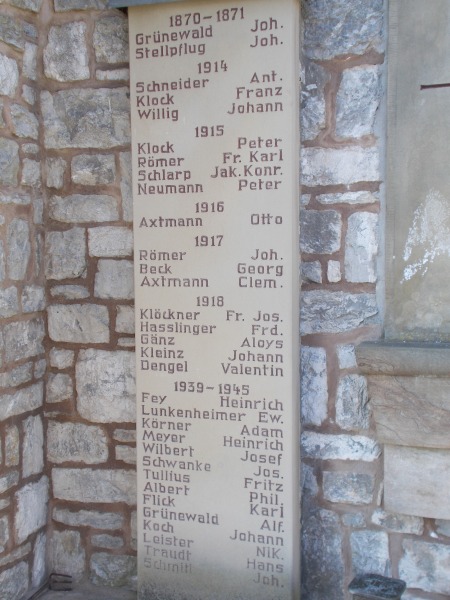 1870-1871
Grünewald Joh.
Stellpflug Joh.
1914
Schneider Ant.
Klock Franz
Willig Johann
1915
Klock Peter
Römer Fr. Karl
Schlarp Jak. Konr.
Neumann Peter
1916
Axtmann Otto
1917
Römer Joh.
Beck Georg
Axtmann Clem.
1918
Klöckner Fr. Jos.
Hasslinger Frd.
Gänz Aloys
Kleinz Johann
Dengel Valentin
1939-1945
Fey Heinrich
Lunkenheimer Ew.
Körner Adam
Meyer Heinrich
Wilbert Josef
Schwanke Jos.
Tullius Fritz
Albert Phil.
Flick Karl
Grünewald Alf.
Koch Johann
Leister Nik.
Traudt Hans
Schmitt Joh.